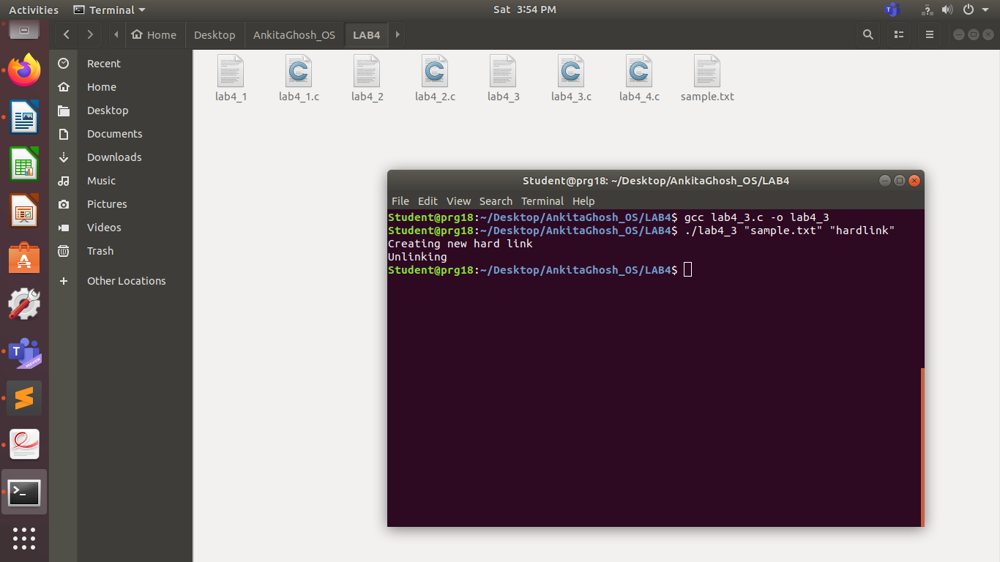 Activities Terminal Sat 3:54 PM
Home Desktop AnkitaGhosh_OS LAB4
Recent
Home
Desktop
Documents
Downloads
Music
Pictures
Videos
Trash
Other Locations
lab4_1 lab4_1.c lab4_2 lab4_2.c lab4_3 lab4_3.c lab4_4.c sample.txt
Student@prg18: ~/Desktop/AnkitaGhosh_OS/LAB4
File Edit View Search Terminal Help
Student@prg18:~/Desktop/AnkitaGhosh_OS/LAB4$ gcc lab4_3.c -o lab4_3
Student@prg18:~/Desktop/AnkitaGhosh_OS/LAB4$ ./lab4_3 "sample.txt" "hardlink"
Creating new hard link
Unlinking
Student@prg18:~/Desktop/AnkitaGhosh_OS/LAB4$